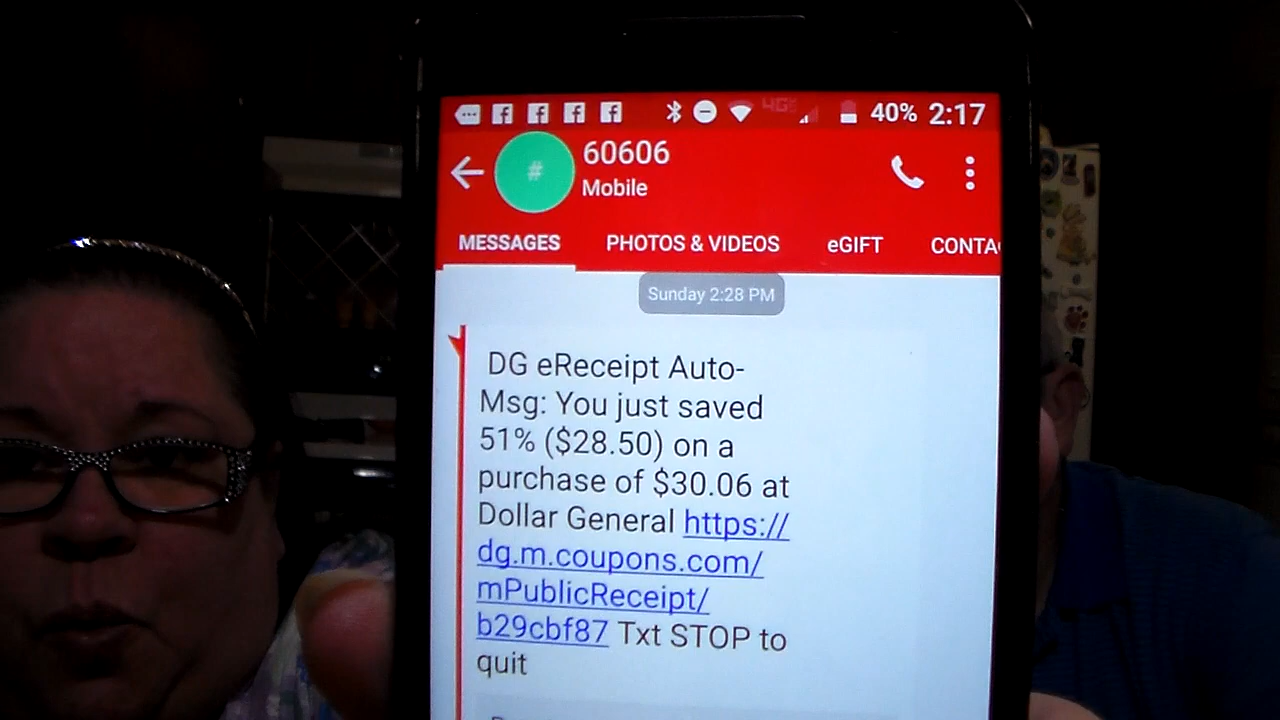 4G 40% 2:17
60606
Mobile
MESSAGES PHOTOS & VIDEOS eGIFT
Sunday 2:28 PM
DG eReceipt Auto-
Msg: You just saved
51% ($28.50) on a
purchase of $30.06 at
Dollar General https://
dg.m.coupons.com/
mPublicReceipt/
b29cbf87 Txt STOP to
quit